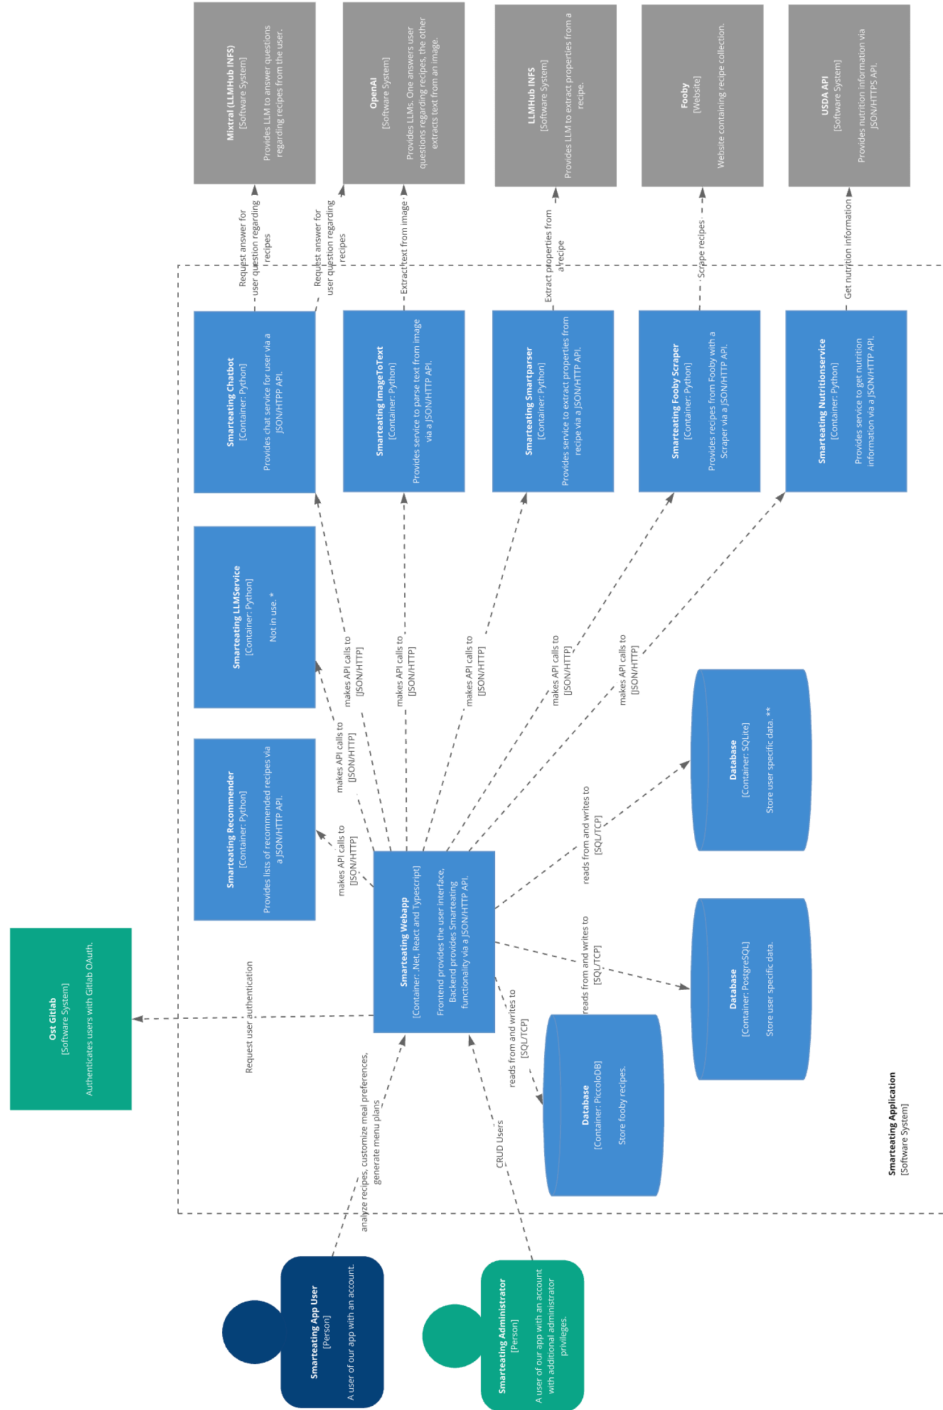 Ost Gitlab
[Software System]
Authenticates users with Gitlab OAuth.
Request user authentication
Smarteating App User
[Person]
A user of our app with an account.
analyze recipes, customize meal preferences,
generate menu plans
Smarteating Administrator
[Person]
A user of our app with an account
with additional administrator
privileges.
CRUD Users
Smarteating Webapp
[Container: .Net, React and Typescript]
Frontend provides the user interface,
Backend provides Smarteating
functionality via a JSON/HTTP API.
makes API calls to
[JSON/HTTP]
makes API calls to
[JSON/HTTP]
makes API calls to
[JSON/HTTP]
makes API calls to
[JSON/HTTP]
makes API calls to
[JSON/HTTP]
makes API calls to
[JSON/HTTP]
makes API calls to
[JSON/HTTP]
Smarteating Recommender
[Container: Python]
Provides lists of recommended recipes via
a JSON/HTTP API.
Smarteating LLMService
[Container: Python]
Not in use. *
Smarteating Chatbot
[Container: Python]
Provides chat service for user via a
JSON/HTPP API.
Smarteating ImageToText
[Container: Python]
Provides service to parse text from image
via a JSON/HTTP API.
Smarteating Smartparser
[Container: Python]
Provides service to extract properties from
recipe via a JSON/HTTP API.
Smarteating Fooby Scraper
[Container: Python]
Provides recipes from Fooby with a
Scraper via a JSON/HTTP API.
Smarteating Nutritionservice
[Container: Python]
Provides service to get nutrition
information via a JSON/HTTP API.
Request answer for
user question regarding
recipes
Request answer for
user question regarding
recipes
Extract text from image
Extract properties from
a recipe
Scrape recipes
Get nutrition information
Mixtral (LLMHub INFS)
[Software System]
Provides LLM to answer questions
regarding recipes from the user.
OpenAI
[Software System]
Provides LLMs. One answers user
questions regarding recipes, the other
extracts text from an image.
LLMHub INFS
[Software System]
Provides LLM to extract properties from a
recipe.
Fooby
[Website]
Website containing recipe collection.
USDA API
[Software System]
Provides nutrition information via
JSON/HTTPS API.
reads from and writes to
[SQL/TCP]
reads from and writes to
[SQL/TCP]
reads from and writes to
[SQL/TCP]
Database
[Container: PiccoloDB]
Store fooby recipes.
Database
[Container: PostgreSQL]
Store user specific data.
Database
[Container: SQLite]
Store user specific data. **
Smarteating Application
[Software System]